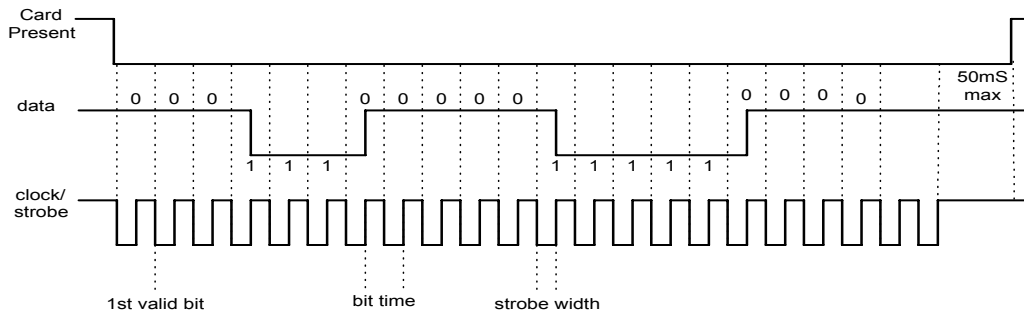 Card
Present
50mS
max
data
0 0 0 0 0 0 0 0 0 0 0 0
1 1 1 1 1 1 1 1
clock/
strobe
1st valid bit bit time strobe width